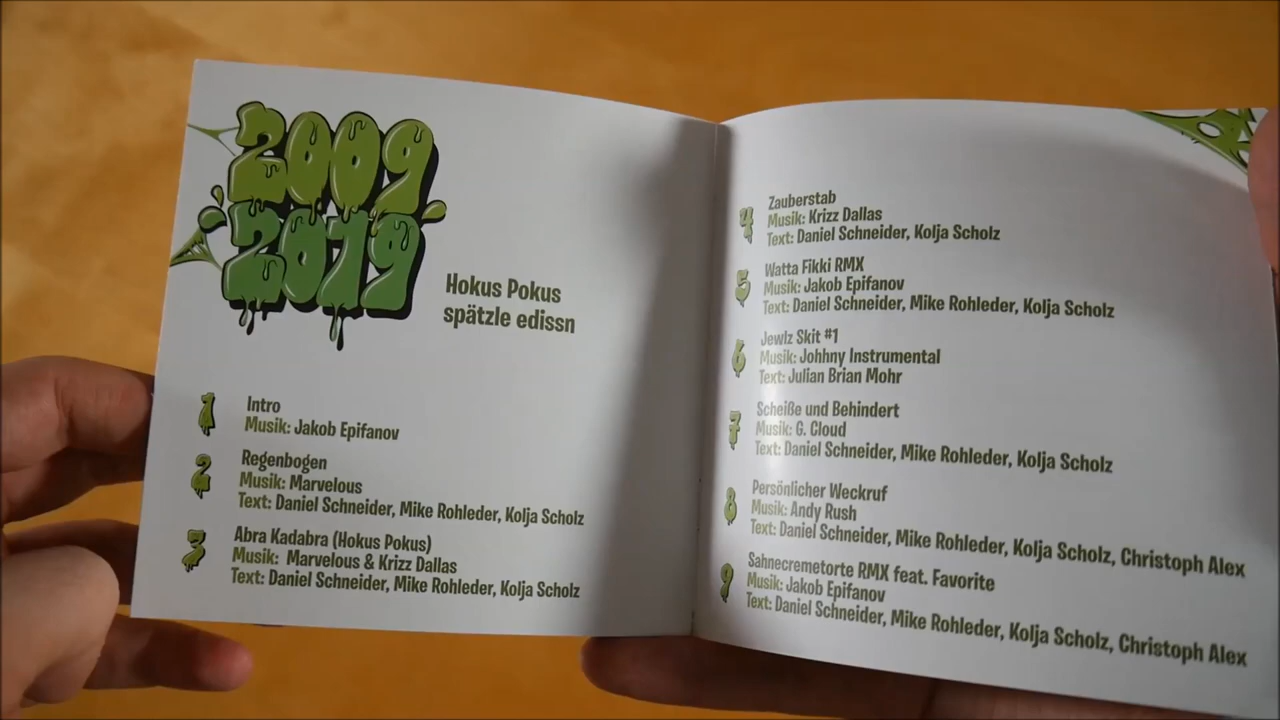 2009
2019
Hokus Pokus
spätzle edissn
1
Intro
Musik: Jakob Epifanov
2
Regenbogen
Musik: Marvelous
Text: Daniel Schneider, Mike Rohleder, Kolja Scholz
3
Abra Kadabra (Hokus Pokus)
Musik: Marvelous & Krizz Dallas
Text: Daniel Schneider, Mike Rohleder, Kolja Scholz
4
Zauberstab
Musik: Krizz Dallas
Text: Daniel Schneider, Kolja Scholz
5
Watta Fikki RMX
Musik: Jakob Epifanov
Text: Daniel Schneider, Mike Rohleder, Kolja Scholz
6
Jewlz Skit #1
Musik: Johhny Instrumental
Text: Julian Brian Mohr
7
Scheiße und Behindert
Musik: G. Cloud
Text: Daniel Schneider, Mike Rohleder, Kolja Scholz
8
Persönlicher Weckruf
Musik: Andy Rush
Text: Daniel Schneider, Mike Rohleder, Kolja Scholz, Christoph Alex
9
Sahnecremetorte RMX feat. Favorite
Musik: Jakob Epifanov
Text: Daniel Schneider, Mike Rohleder, Kolja Scholz, Christoph Alex